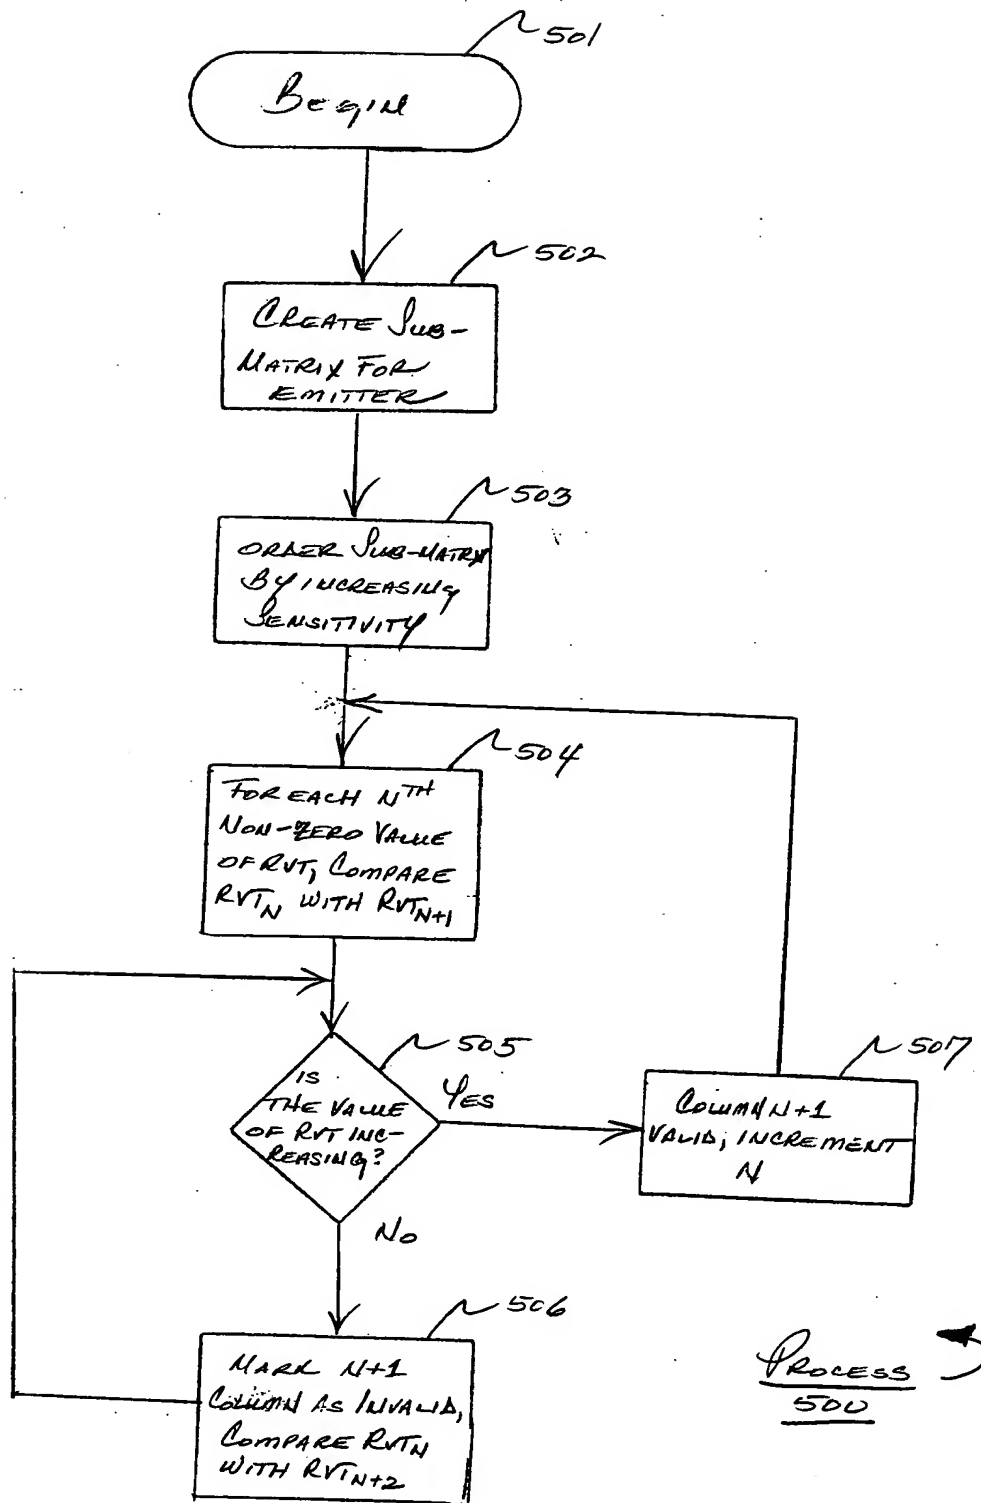 501
Begin
502
CREATE SUB-
MATRIX FOR
EMITTER
503
ORDER SUB-MATRIX
BY INCREASING
SENSITIVITY
504
FOR EACH NTH
NON-ZERO VALUE
OF RVT, COMPARE
RVTN WITH RVTN+1
505
IS
THE VALUE
OF RVT INC-
REASING?
YES
507
COLUMN N+1
VALID; INCREMENT
N
NO
506
MARK N+1
COLUMN AS INVALID,
COMPARE RVTN
WITH RVTN+2
PROCESS
500